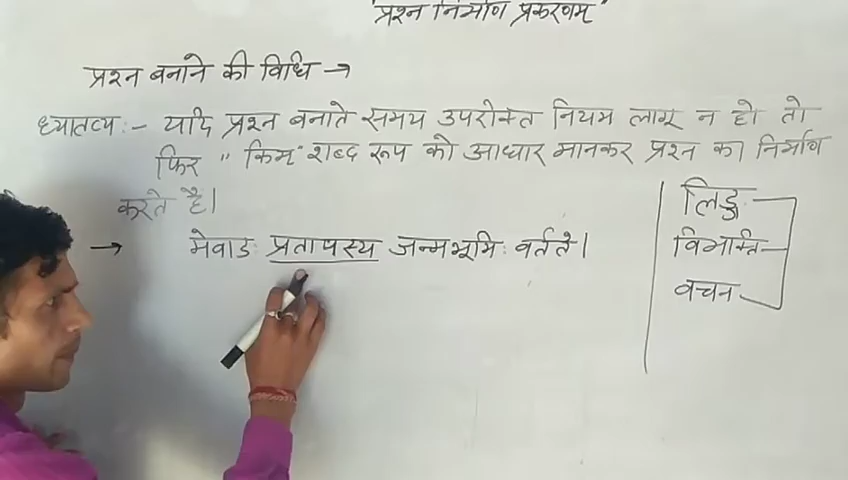 "प्रश्न निर्माण प्रकरणम्"
प्रश्न बनाने की विधि →
ध्यातव्य :- यदि प्रश्न बनाते समय उपरोक्त नियम लागू न हो तो
फिर "किम्" शब्द रूप को आधार मानकर प्रश्न का निर्माण
करते है।
→ मेवाडः प्रतापस्य जन्मभूमिः वर्तते।
लिङ्ग
विभक्ति
वचन